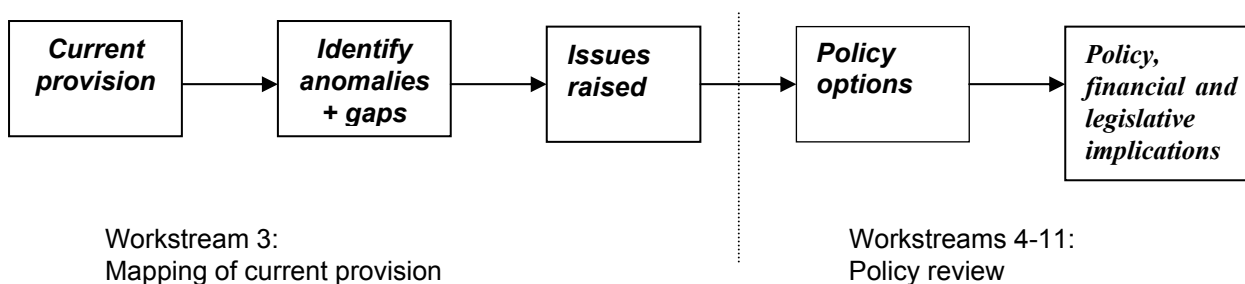 Current
provision
Identify
anomalies
+ gaps
Issues
raised
Policy
options
Policy,
financial and
legislative
implications
Workstream 3:
Mapping of current provision
Workstreams 4-11:
Policy review